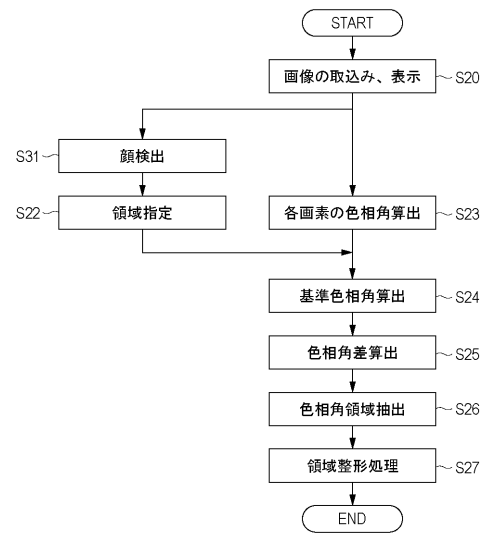 START
画像の取込み、表示
S20
S31
顔検出
S22
領域指定
各画素の色相角算出
S23
基準色相角算出
S24
色相角差算出
S25
色相角領域抽出
S26
領域整形処理
S27
END